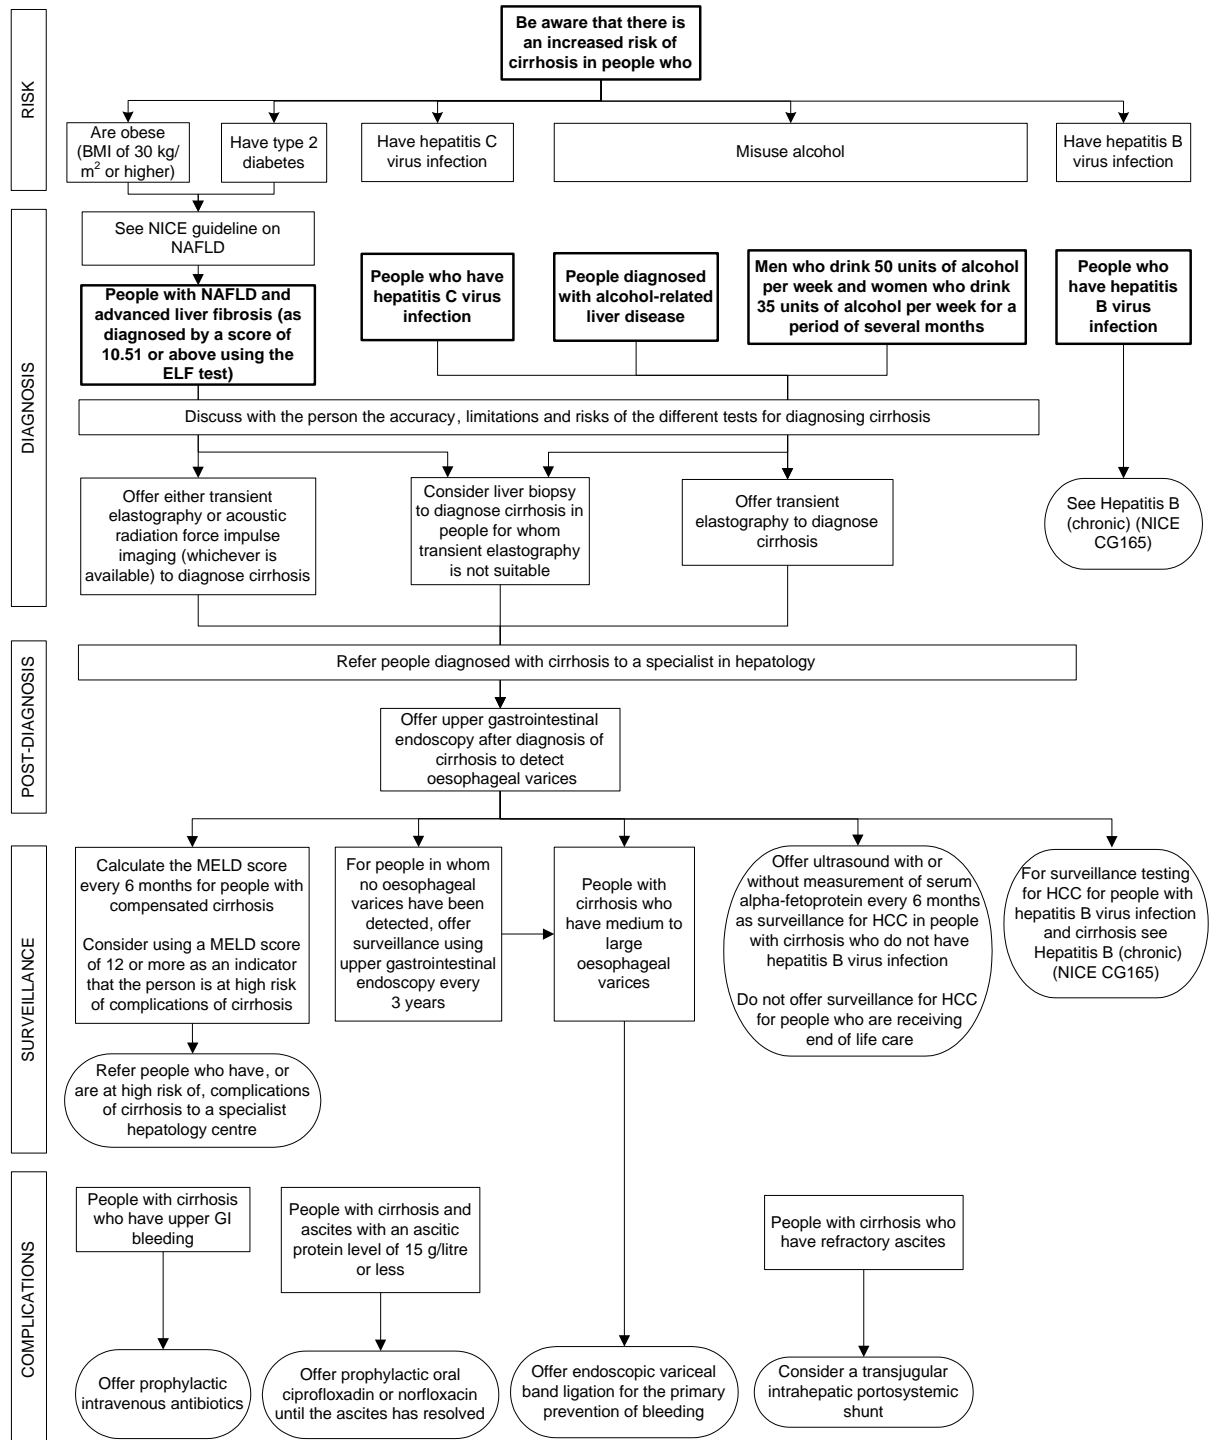 Be aware that there is
an increased risk of
cirrhosis in people who
RISK
Are obese
(BMI of 30 kg/
m² or higher)
Have type 2
diabetes
Have hepatitis C
virus infection
Misuse alcohol
Have hepatitis B
virus infection
DIAGNOSIS
See NICE guideline on
NAFLD
People with NAFLD and
advanced liver fibrosis (as
diagnosed by a score of
10.51 or above using the
ELF test)
People who have
hepatitis C virus
infection
People diagnosed
with alcohol-related
liver disease
Men who drink 50 units of alcohol
per week and women who drink
35 units of alcohol per week for a
period of several months
People who
have hepatitis
B virus
infection
Discuss with the person the accuracy, limitations and risks of the different tests for diagnosing cirrhosis
Offer either transient
elastography or acoustic
radiation force impulse
imaging (whichever is
available) to diagnose cirrhosis
Consider liver biopsy
to diagnose cirrhosis in
people for whom
transient elastography
is not suitable
Offer transient
elastography to diagnose
cirrhosis
See Hepatitis B
(chronic) (NICE
CG165)
POST-DIAGNOSIS
Refer people diagnosed with cirrhosis to a specialist in hepatology
Offer upper gastrointestinal
endoscopy after diagnosis of
cirrhosis to detect
oesophageal varices
SURVEILLANCE
Calculate the MELD score
every 6 months for people with
compensated cirrhosis
Consider using a MELD score
of 12 or more as an indicator
that the person is at high risk
of complications of cirrhosis
For people in whom
no oesophageal
varices have been
detected, offer
surveillance using
upper gastrointestinal
endoscopy every
3 years
People with
cirrhosis who
have medium to
large
oesophageal
varices
Offer ultrasound with or
without measurement of serum
alpha-fetoprotein every 6 months
as surveillance for HCC in people
with cirrhosis who do not have
hepatitis B virus infection
Do not offer surveillance for HCC
for people who are receiving
end of life care
For surveillance testing
for HCC for people with
hepatitis B virus infection
and cirrhosis see
Hepatitis B (chronic)
(NICE CG165)
Refer people who have, or
are at high risk of, complications
of cirrhosis to a specialist
hepatology centre
COMPLICATIONS
People with cirrhosis
who have upper GI
bleeding
People with cirrhosis and
ascites with an ascitic
protein level of 15 g/litre
or less
People with cirrhosis who
have refractory ascites
Offer prophylactic
intravenous antibiotics
Offer prophylactic oral
ciprofloxadin or norfloxacin
until the ascites has resolved
Offer endoscopic variceal
band ligation for the primary
prevention of bleeding
Consider a transjugular
intrahepatic portosystemic
shunt